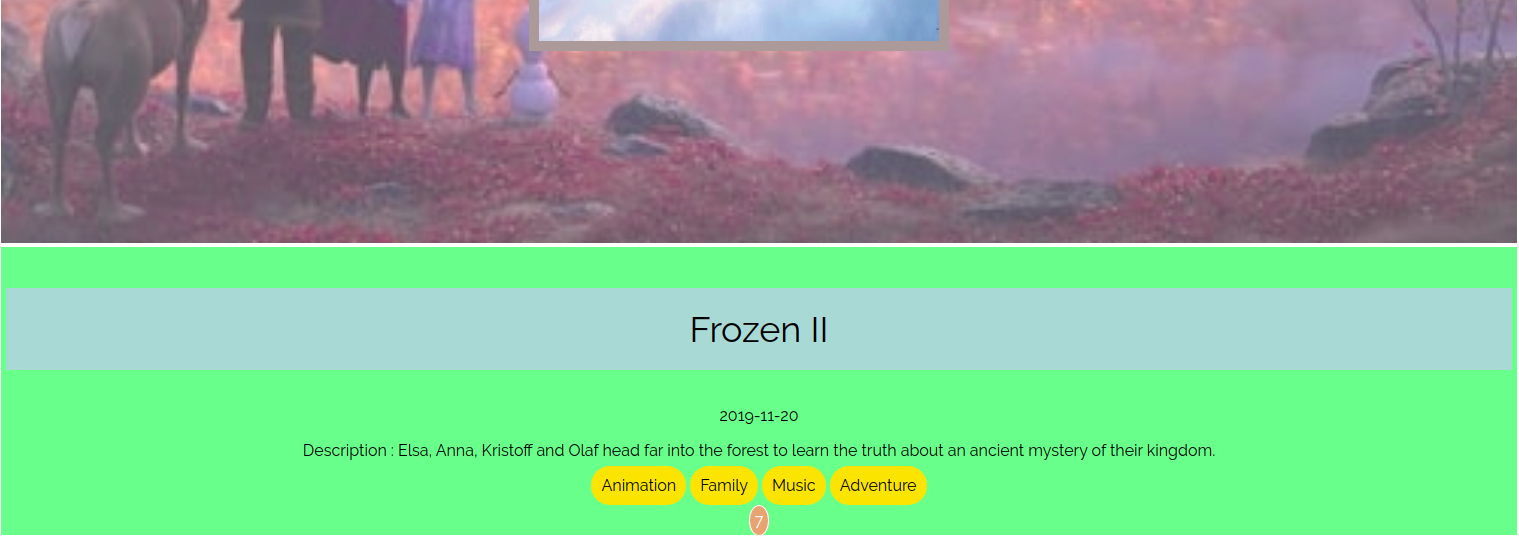 Frozen II
2019-11-20
Description : Elsa, Anna, Kristoff and Olaf head far into the forest to learn the truth about an ancient mystery of their kingdom.
Animation Family Music Adventure
7